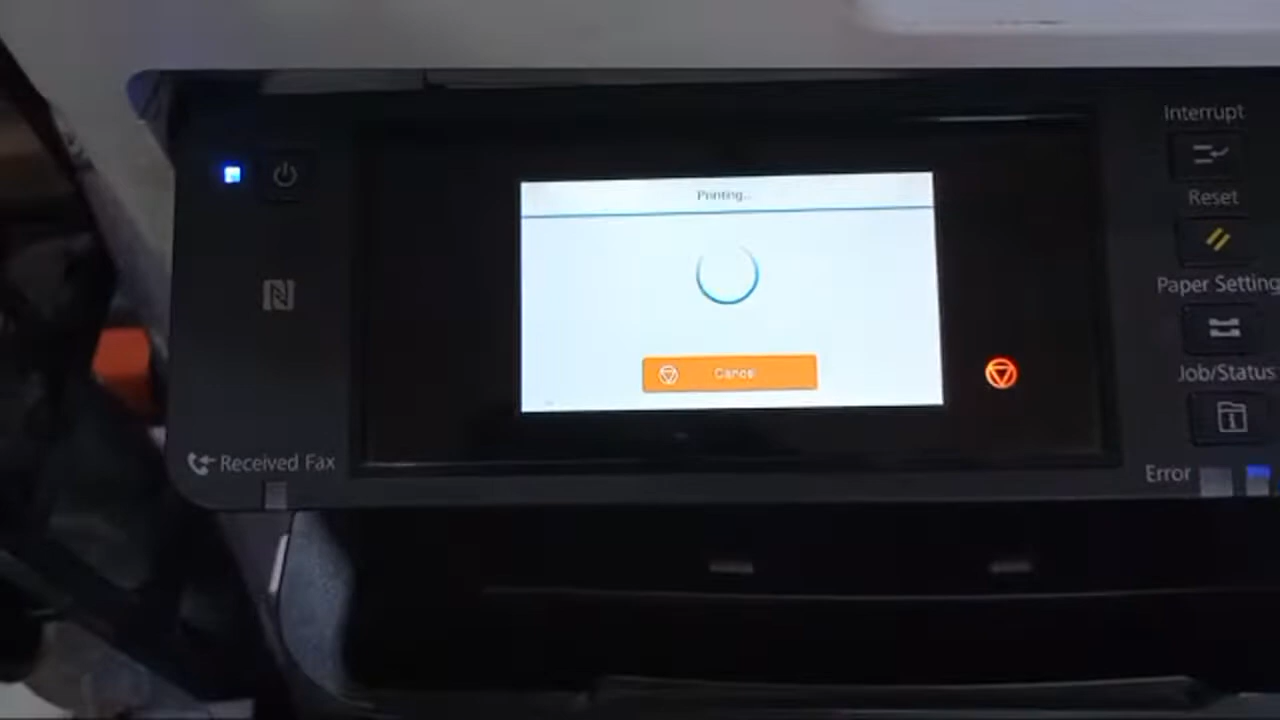 Interrupt
Printing...
Reset
Paper Setting
Cancel
Job/Status
Received Fax
Error